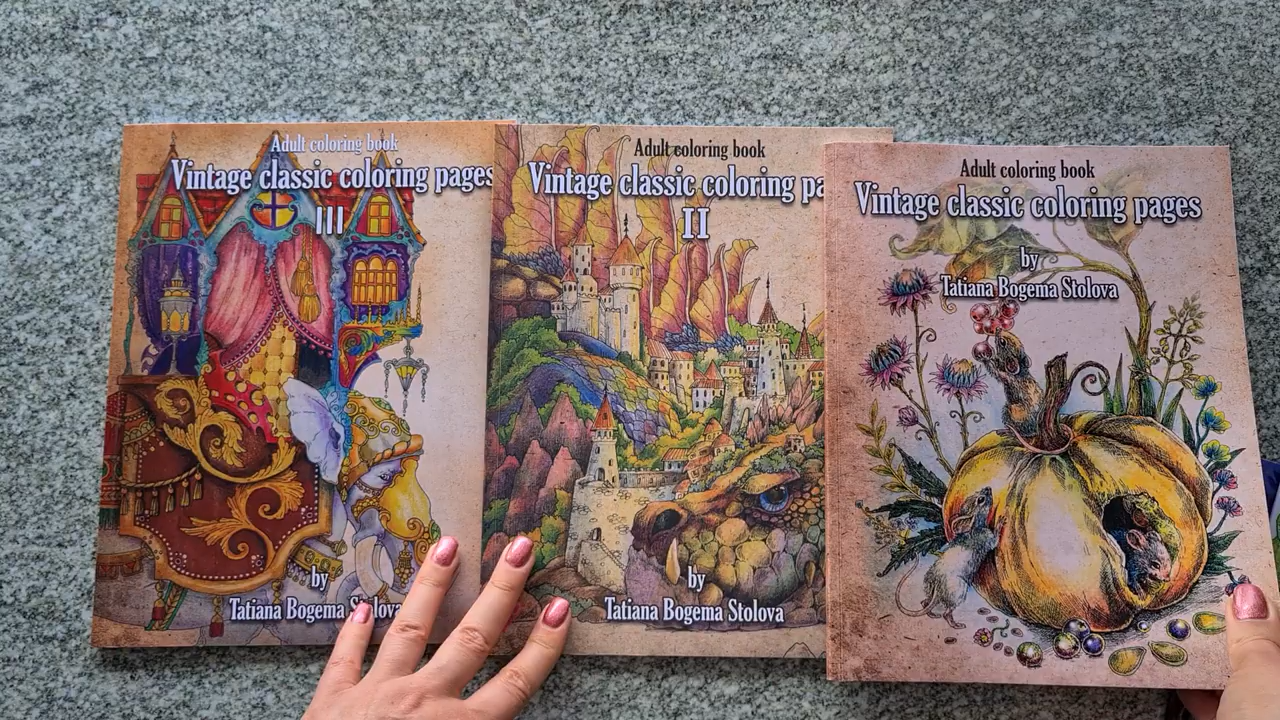 Adult coloring book
Vintage classic coloring pages
III
by
Tatiana Bogema Stolova
Adult coloring book
Vintage classic coloring pa
II
by
Tatiana Bogema Stolova
Adult coloring book
Vintage classic coloring pages
by
Tatiana Bogema Stolova